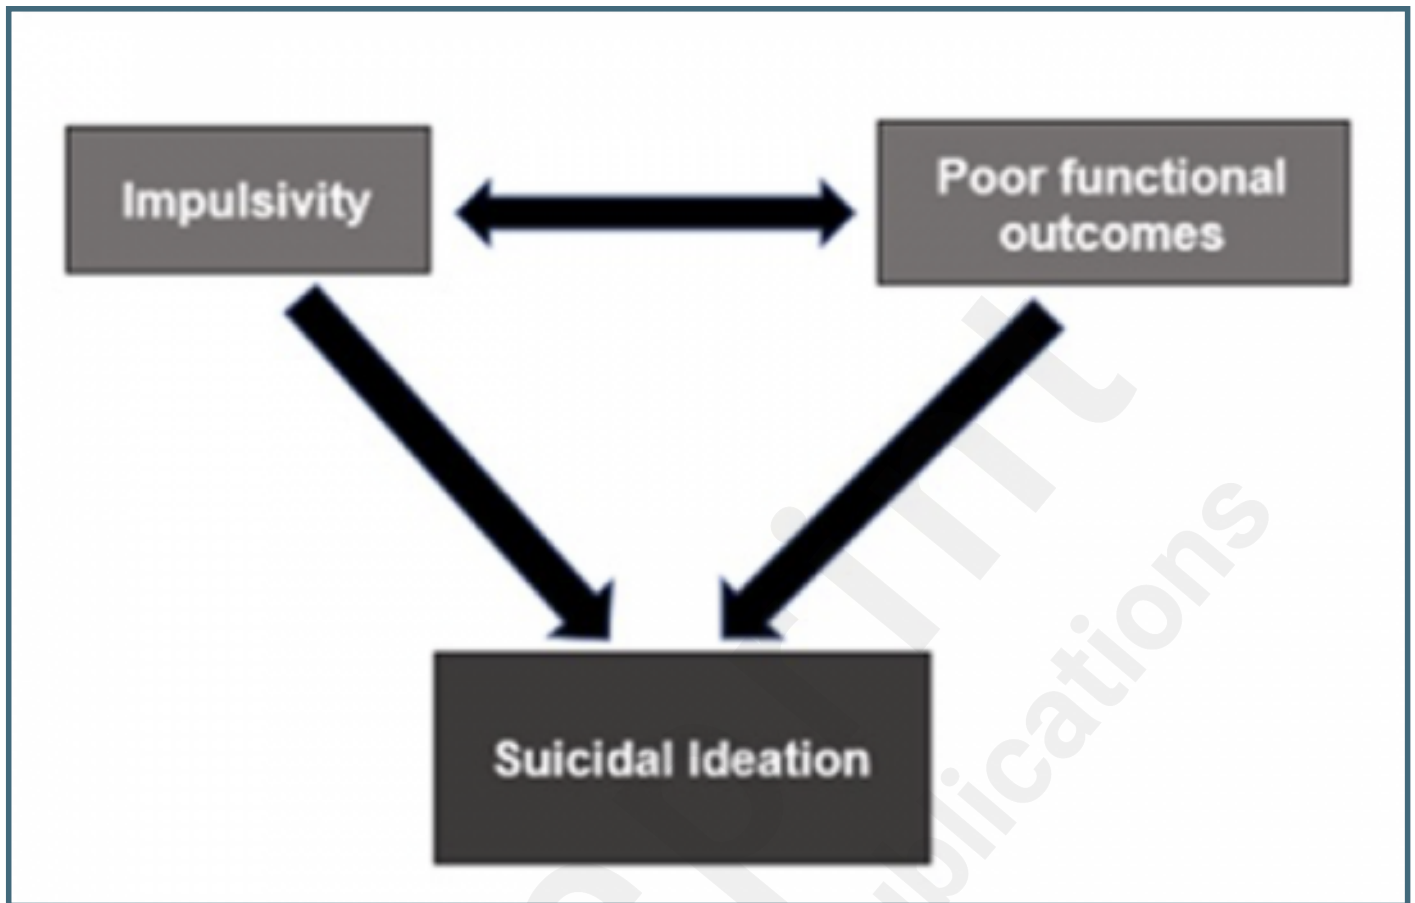 Impulsivity
Poor functional
outcomes
Suicidal Ideation